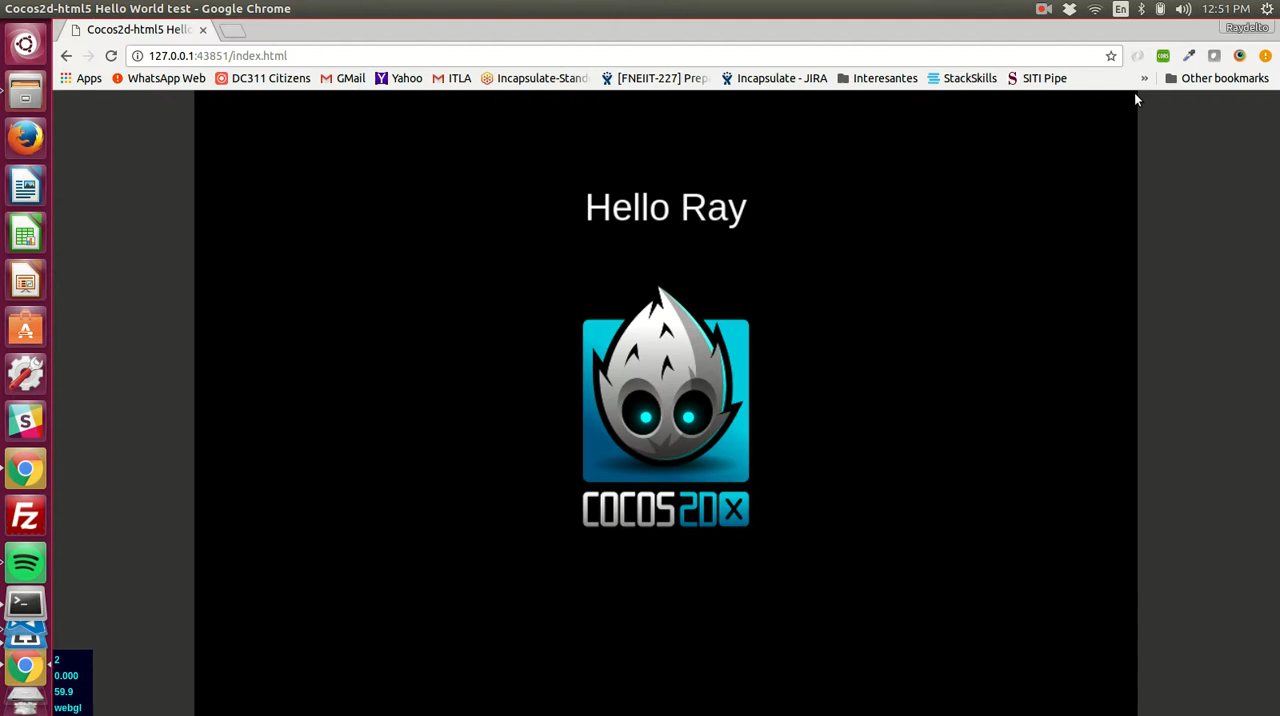 Cocos2d-html5 Hello World test - Google Chrome
En
12:51 PM
Cocos2d-html5 Hell
Raydelto
127.0.0.1:43851/index.html
Apps
WhatsApp Web
DC311 Citizens
GMail
Yahoo
ITLA
Incapsulate-Stand
[FNEIIT-227] Prep
Incapsulate - JIRA
Interesantes
StackSkills
SITI Pipe
»
Other bookmarks
Hello Ray
COCOS2DX
2
0.000
59.9
webgl